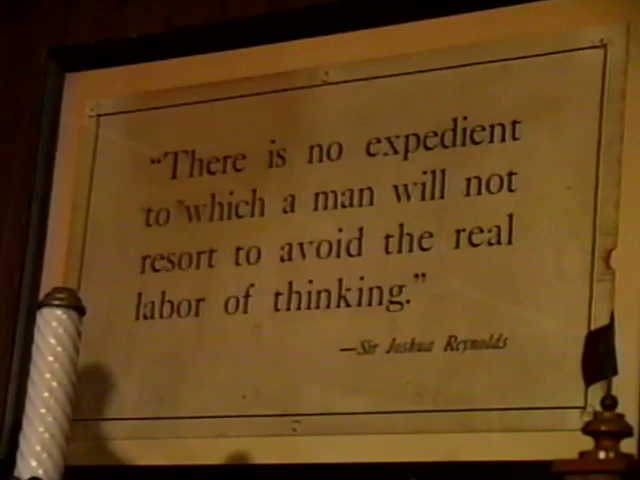 “There is no expedient
to which a man will not
resort to avoid the real
labor of thinking.”
—Sir Joshua Reynolds